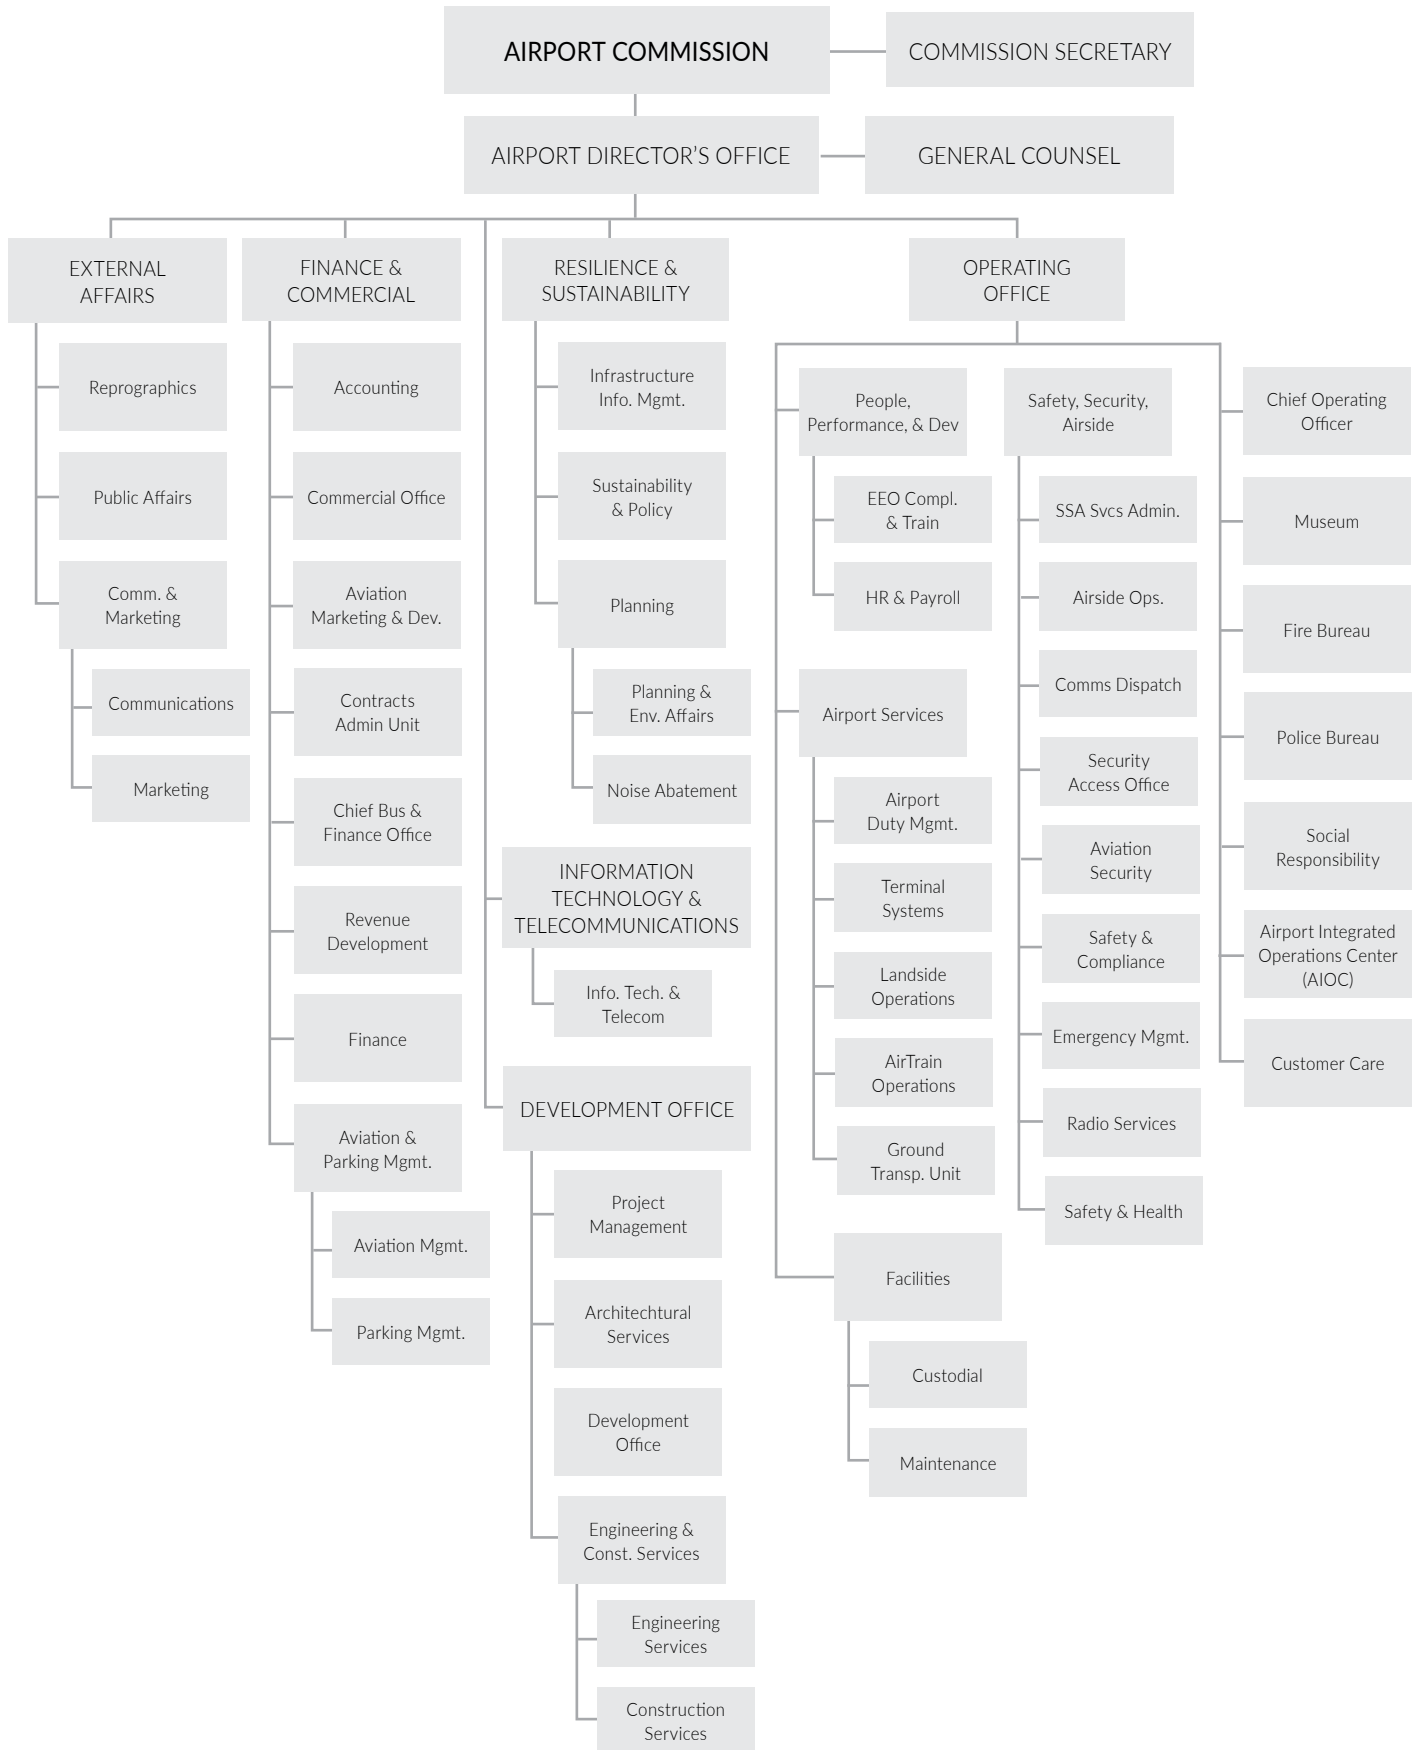 AIRPORT COMMISSION
COMMISSION SECRETARY
AIRPORT DIRECTOR’S OFFICE
GENERAL COUNSEL
EXTERNAL
AFFAIRS
Reprographics
Public Affairs
Comm. &
Marketing
Communications
Marketing
FINANCE &
COMMERCIAL
Accounting
Commercial Office
Aviation
Marketing & Dev.
Contracts
Admin Unit
Chief Bus &
Finance Office
Revenue
Development
Finance
Aviation &
Parking Mgmt.
Aviation Mgmt.
Parking Mgmt.
RESILIENCE &
SUSTAINABILITY
Infrastructure
Info. Mgmt.
Sustainability
& Policy
Planning
Planning &
Env. Affairs
Noise Abatement
INFORMATION
TECHNOLOGY &
TELECOMMUNICATIONS
Info. Tech. &
Telecom
DEVELOPMENT OFFICE
Project
Management
Architechtural
Services
Development
Office
Engineering &
Const. Services
Engineering
Services
Construction
Services
OPERATING
OFFICE
People,
Performance, & Dev
EEO Compl.
& Train
HR & Payroll
Airport Services
Airport
Duty Mgmt.
Terminal
Systems
Landside
Operations
AirTrain
Operations
Ground
Transp. Unit
Facilities
Custodial
Maintenance
Safety, Security,
Airside
SSA Svcs Admin.
Airside Ops.
Comms Dispatch
Security
Access Office
Aviation
Security
Safety &
Compliance
Emergency Mgmt.
Radio Services
Safety & Health
Chief Operating
Officer
Museum
Fire Bureau
Police Bureau
Social
Responsibility
Airport Integrated
Operations Center
(AIOC)
Customer Care